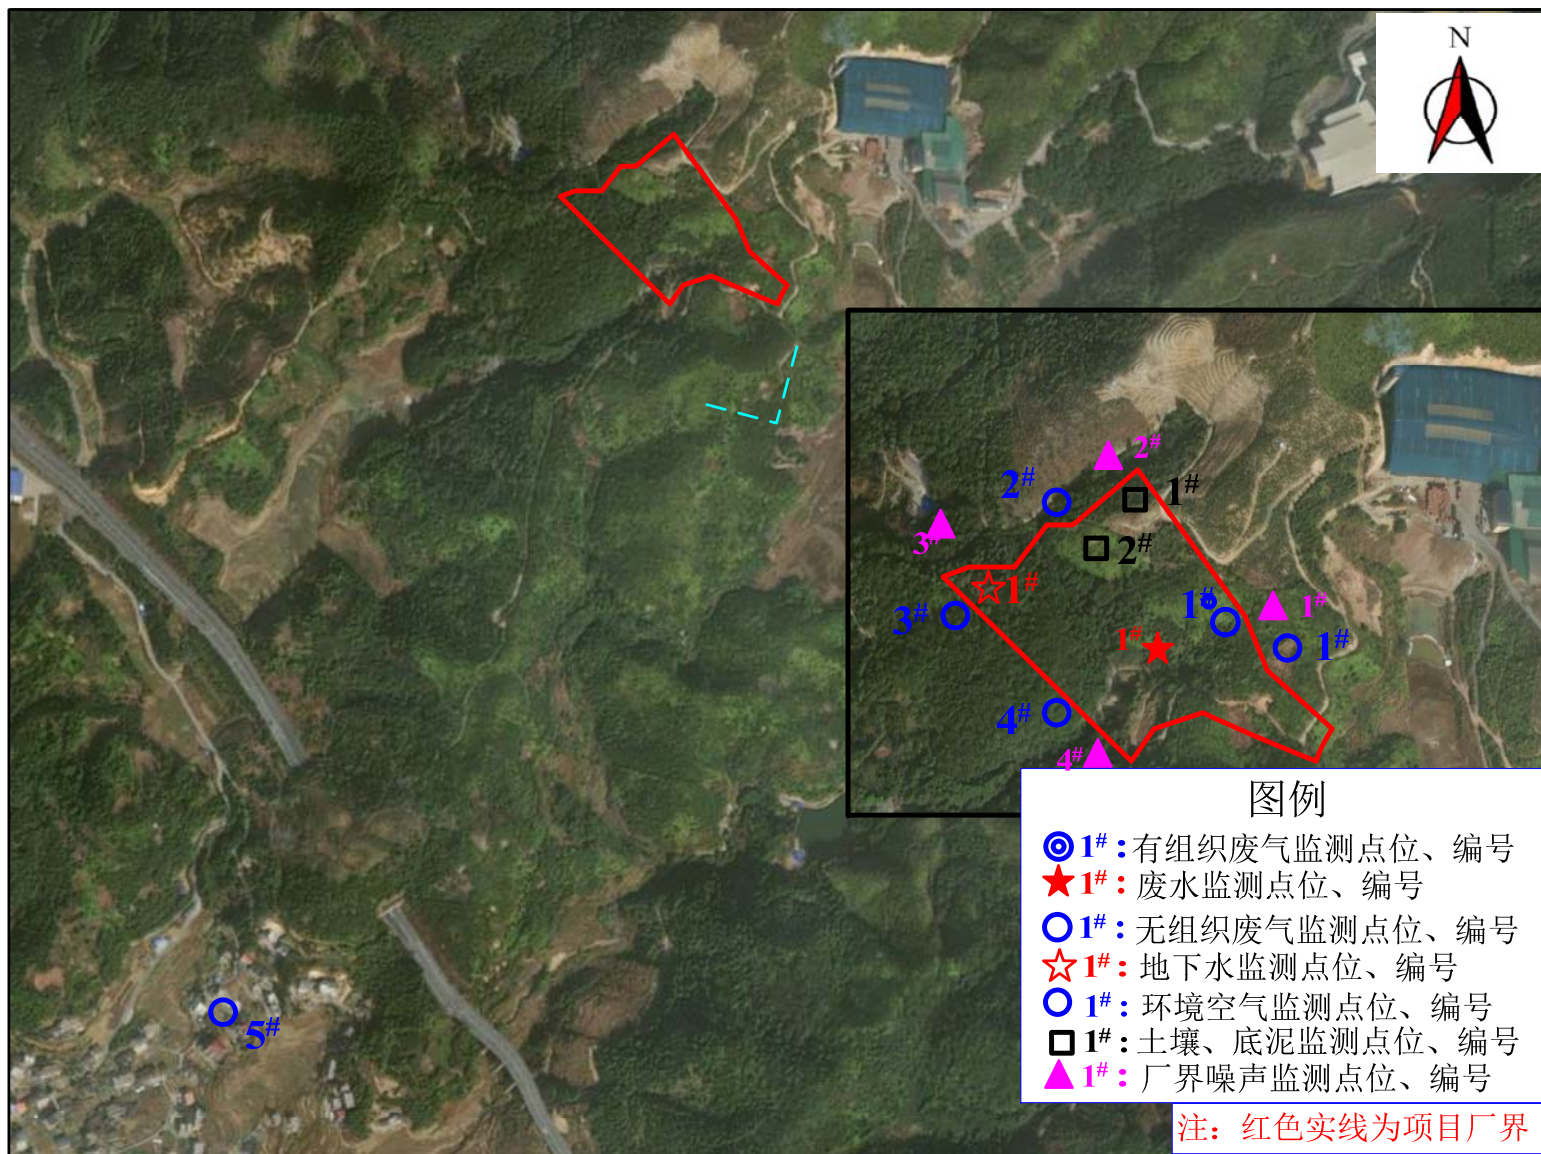 N
2#
2#
1#
3#
2#
1#
3#
1#
1#
1#
1#
4#
4#
图例
1#：有组织废气监测点位、编号
1#：废水监测点位、编号
1#：无组织废气监测点位、编号
1#：地下水监测点位、编号
1#：环境空气监测点位、编号
1#：土壤、底泥监测点位、编号
1#：厂界噪声监测点位、编号
5#
注：红色实线为项目厂界